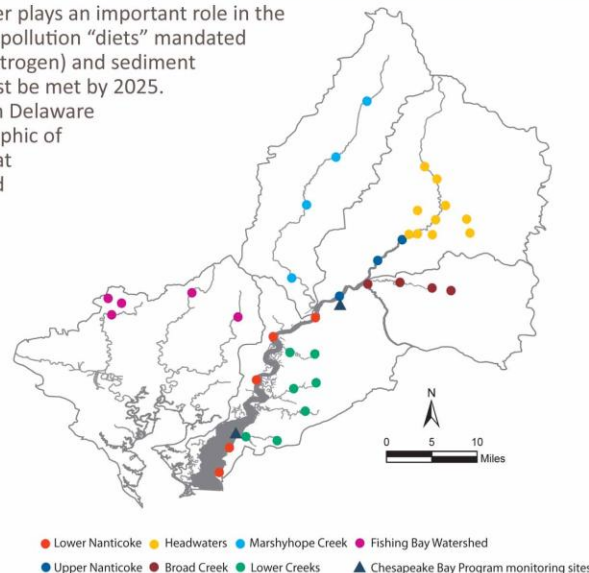 er plays an important role in the
pollution “diets” mandated
trogen) and sediment
st be met by 2025.
n Delaware
phic of
at
d
N
0 5 10
Miles
Lower Nanticoke Headwaters Marshyhope Creek Fishing Bay Watershed
Upper Nanticoke Broad Creek Lower Creeks Chesapeake Bay Program monitoring sites